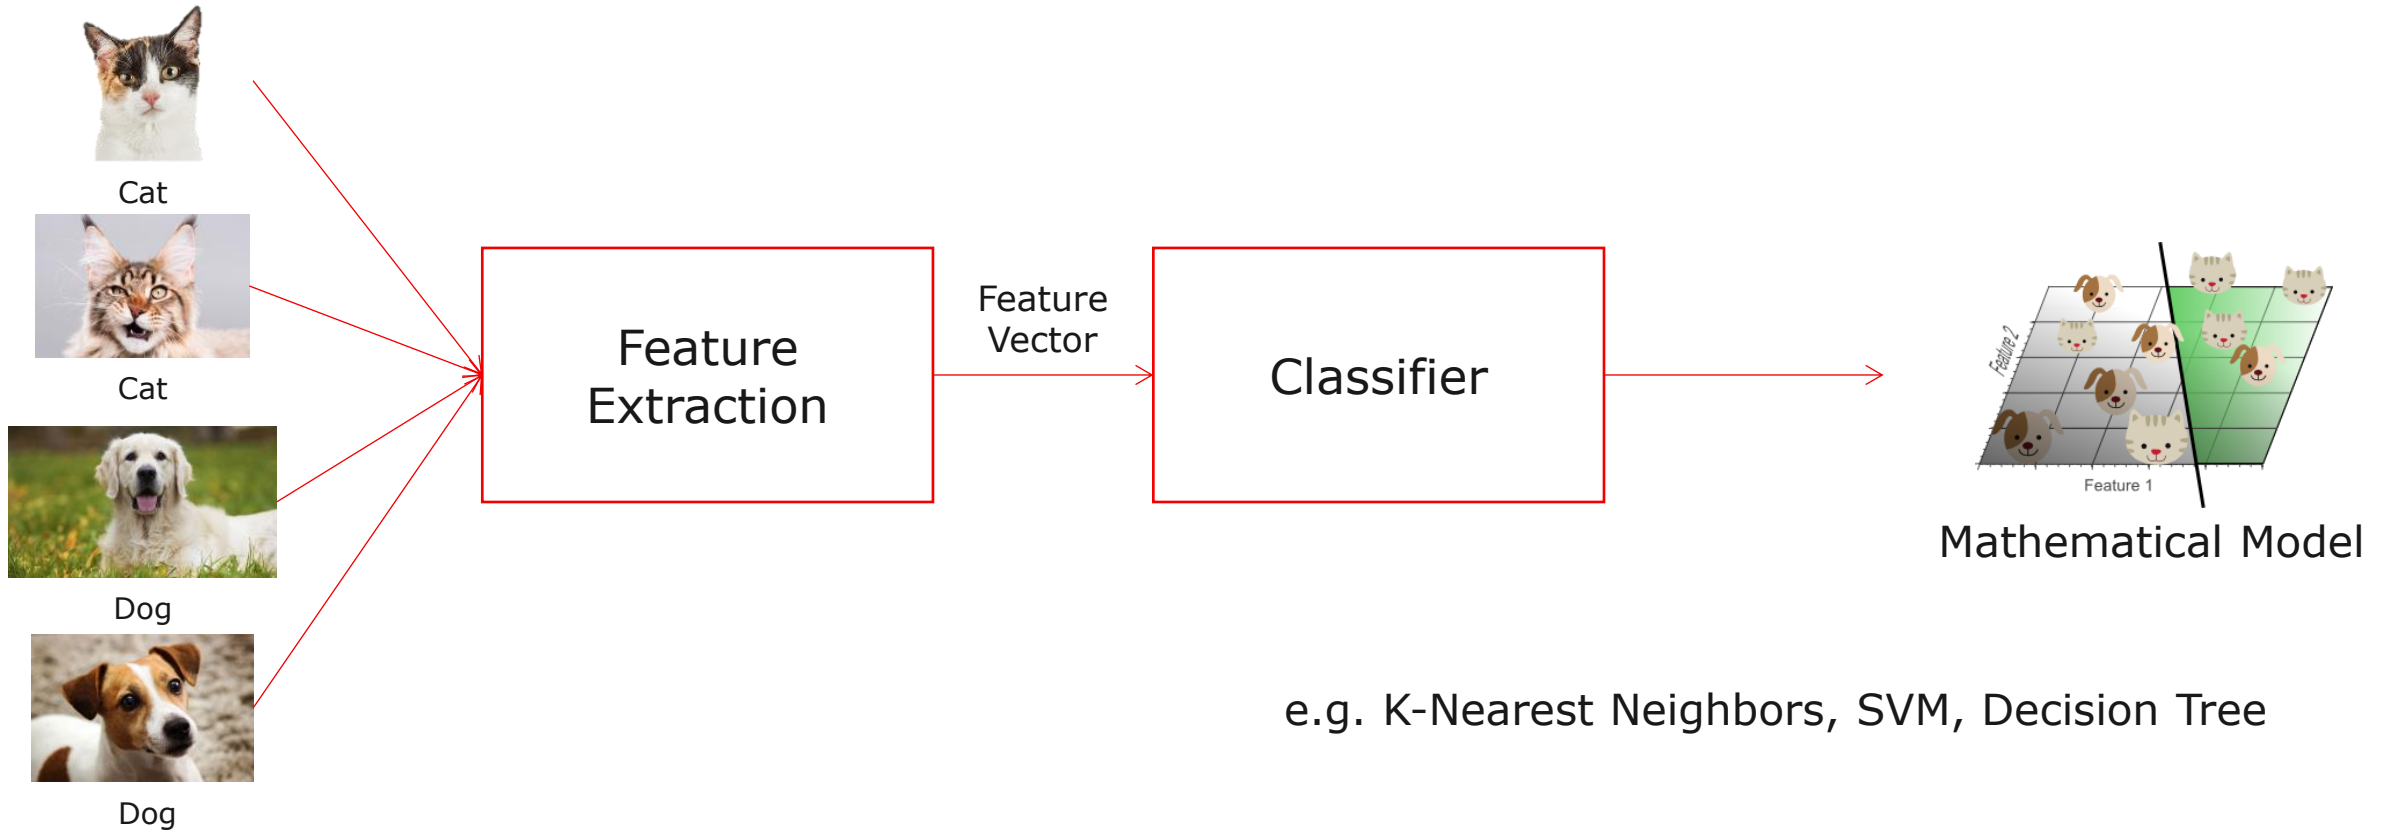 Cat
Cat
Dog
Dog
Feature
Extraction
Feature
Vector
Classifier
Feature 2
Feature 1
Mathematical Model
e.g. K-Nearest Neighbors, SVM, Decision Tree